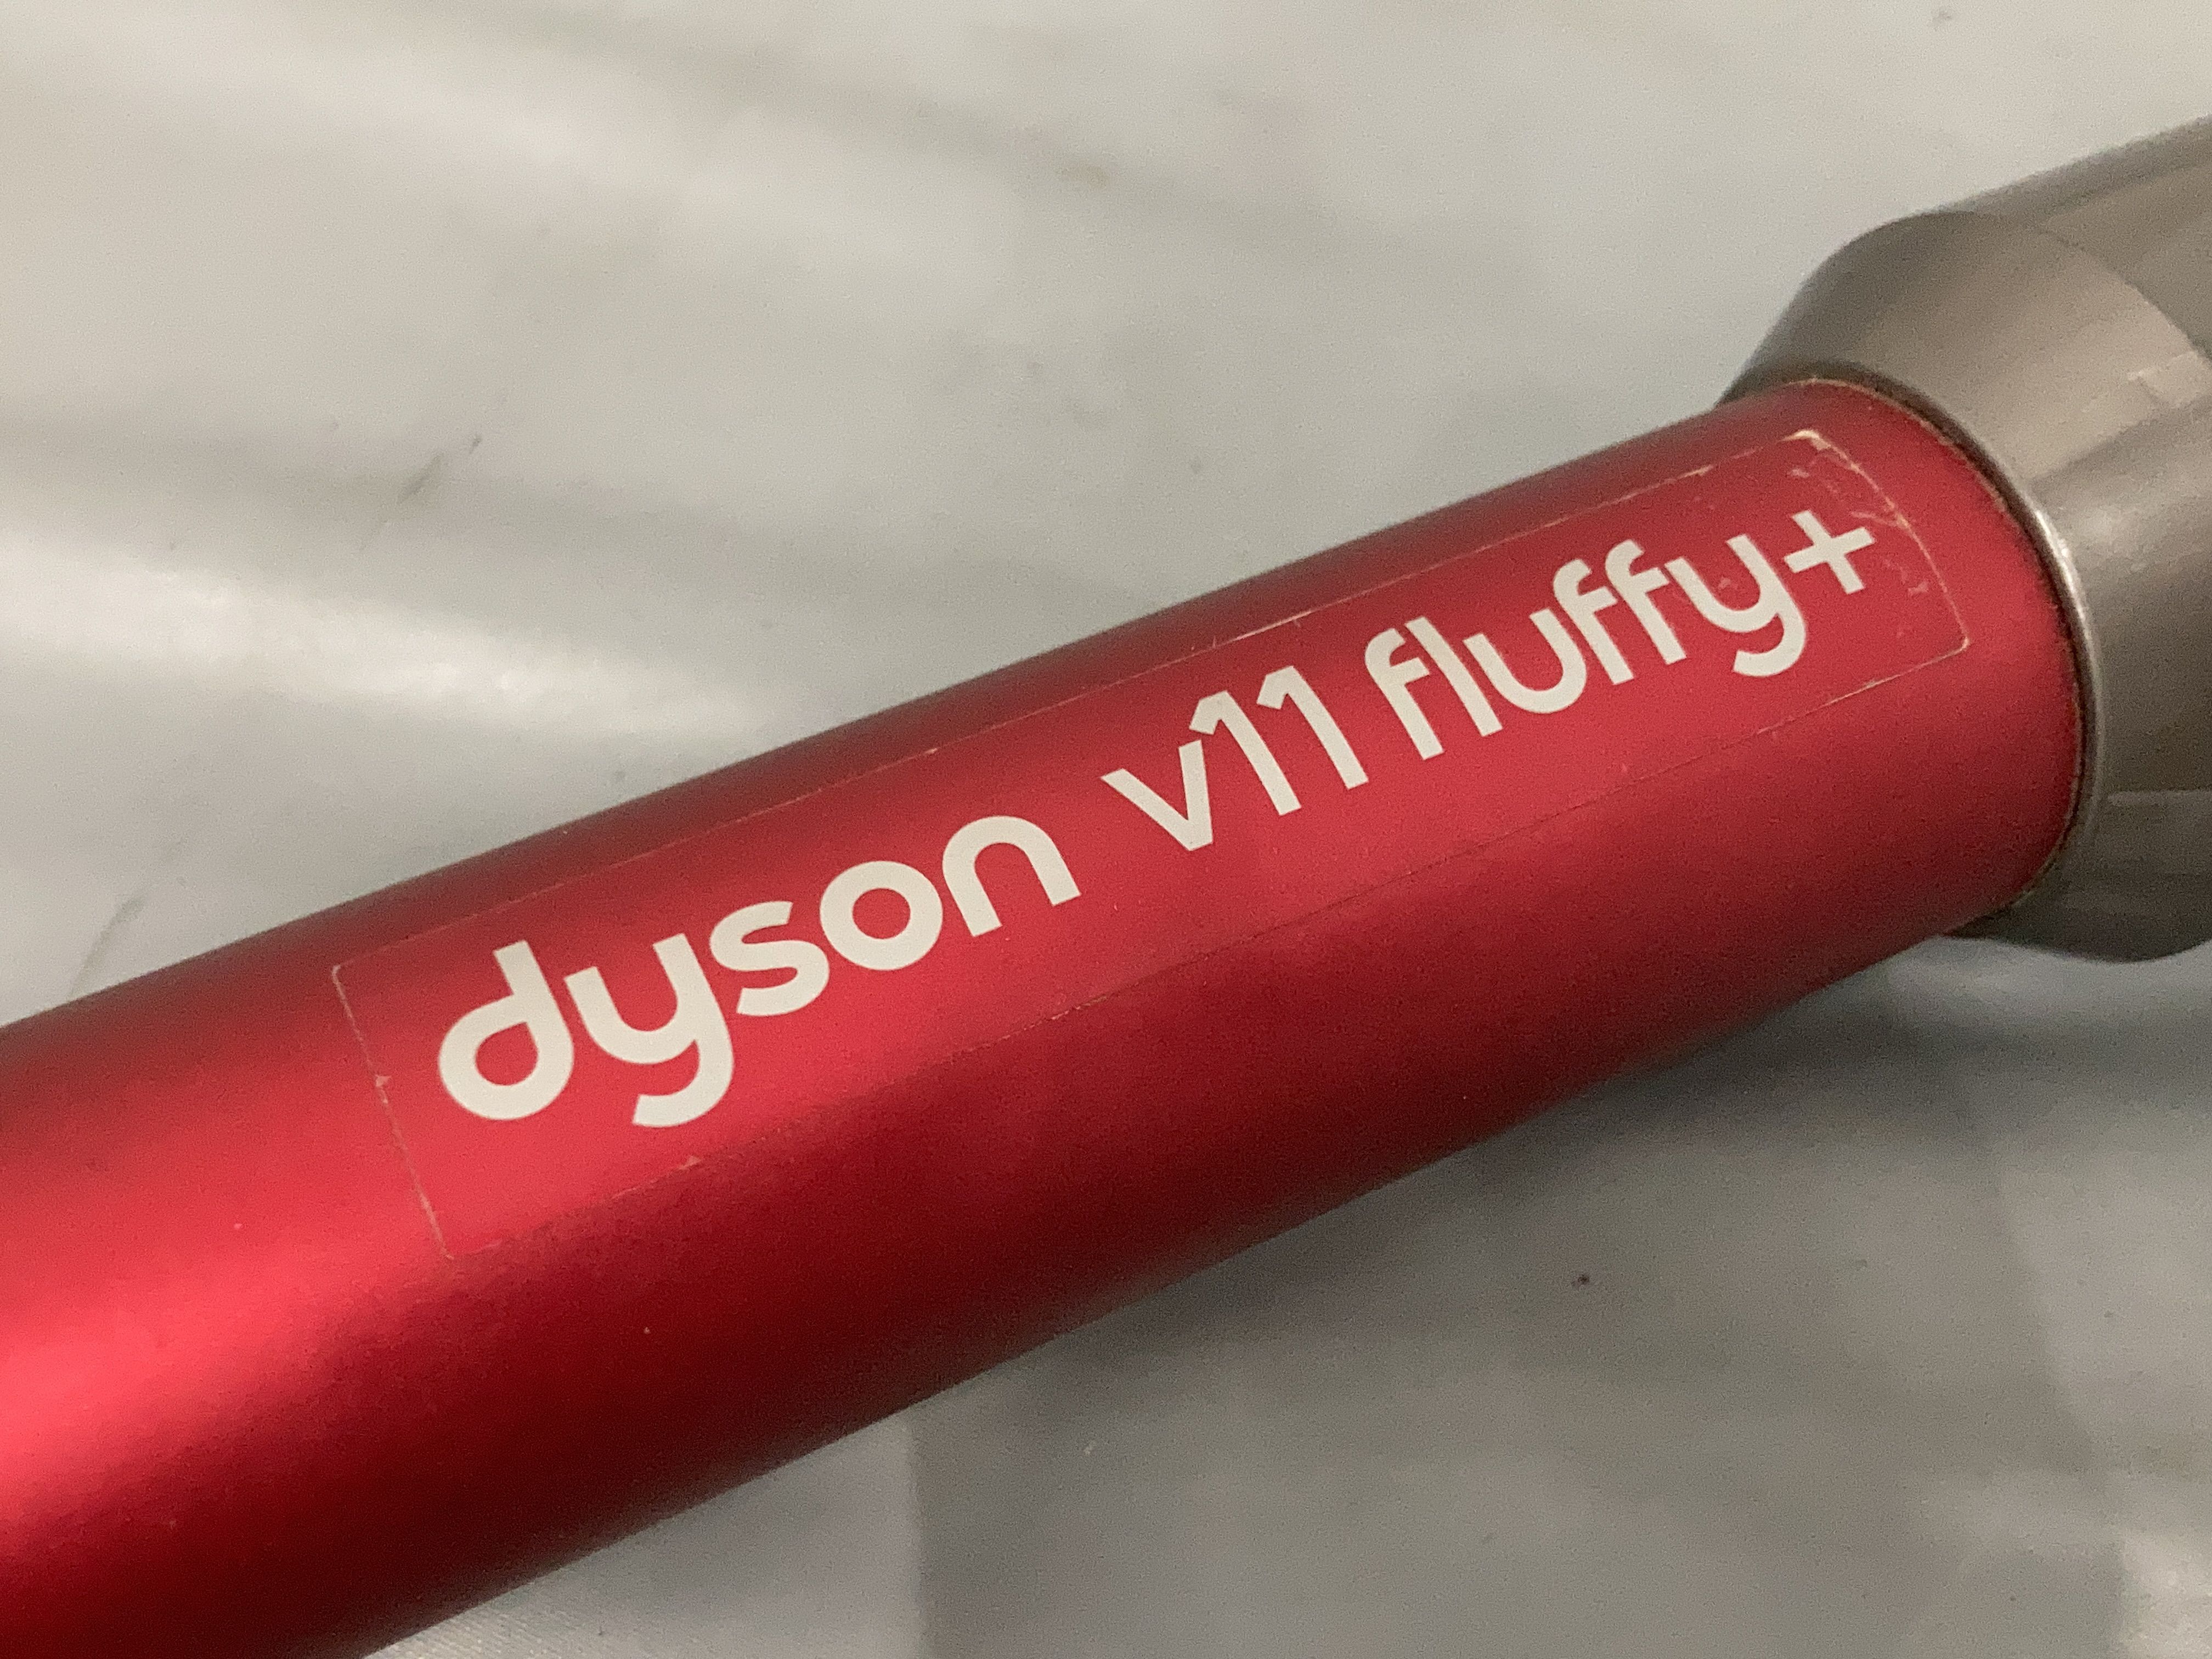 dyson v11 fluffy+